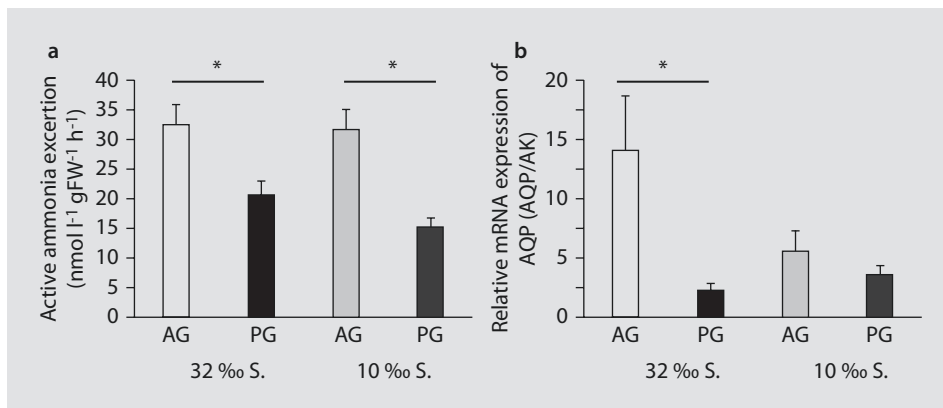 a
Active ammonia excertion
(nmol l-1 gFW-1 h-1)
40
35
30
25
20
15
10
5
0
*
*
AG
PG
AG
PG
32 ‰ S.
10 ‰ S.
b
Relative mRNA expression of
AQP (AQP/AK)
20
15
10
5
0
*
AG
PG
AG
PG
32 ‰ S.
10 ‰ S.